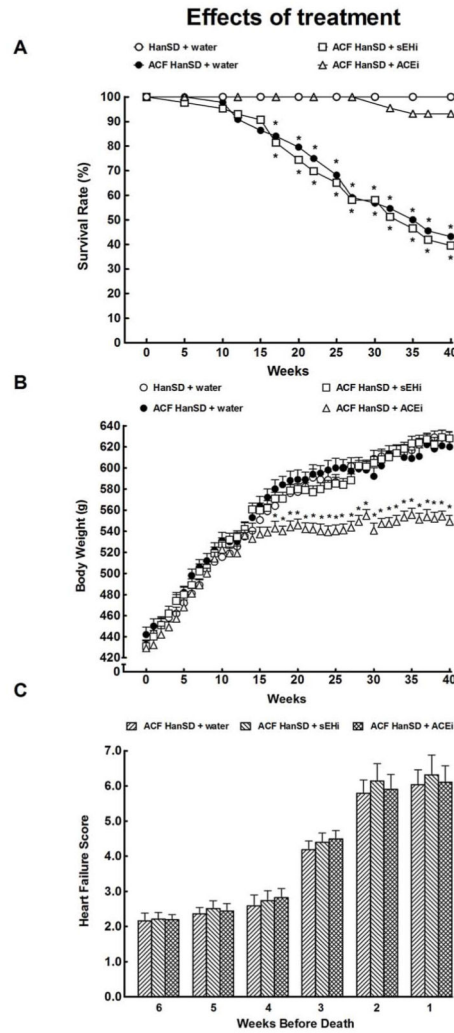 Effects of treatment
A
HanSD + water
ACF HanSD + sEHi
ACF HanSD + water
ACF HanSD + ACEi
Survival Rate (%)
100
90
80
70
60
50
40
30
20
10
0
0 5 10 15 20 25 30 35 40
Weeks
B
HanSD + water
ACF HanSD + sEHi
ACF HanSD + water
ACF HanSD + ACEi
Body Weight (g)
640
620
600
580
560
540
520
500
480
460
440
420
0
0 5 10 15 20 25 30 35 40
Weeks
C
ACF HanSD + water ACF HanSD + sEHi ACF HanSD + ACEi
Heart Failure Score
7.0
6.0
5.0
4.0
3.0
2.0
1.0
0.0
6 5 4 3 2 1
Weeks Before Death